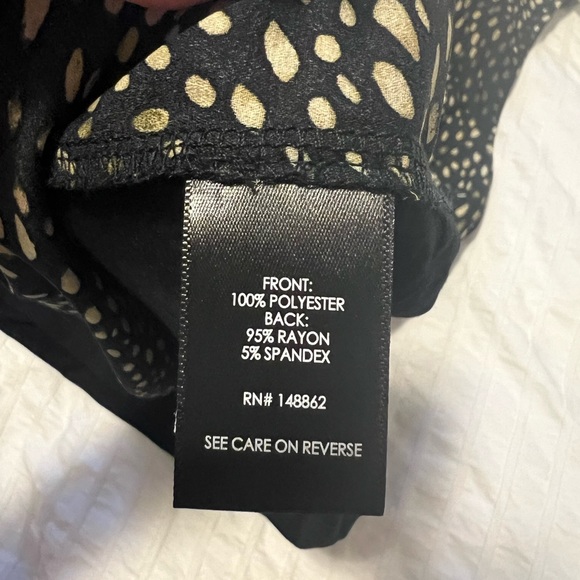 FRONT:
100% POLYESTER
BACK:
95% RAYON
5% SPANDEX
RN# 148862
SEE CARE ON REVERSE